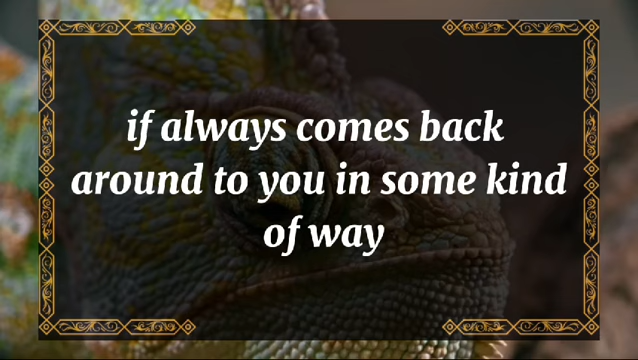 if always comes back
around to you in some kind
of way